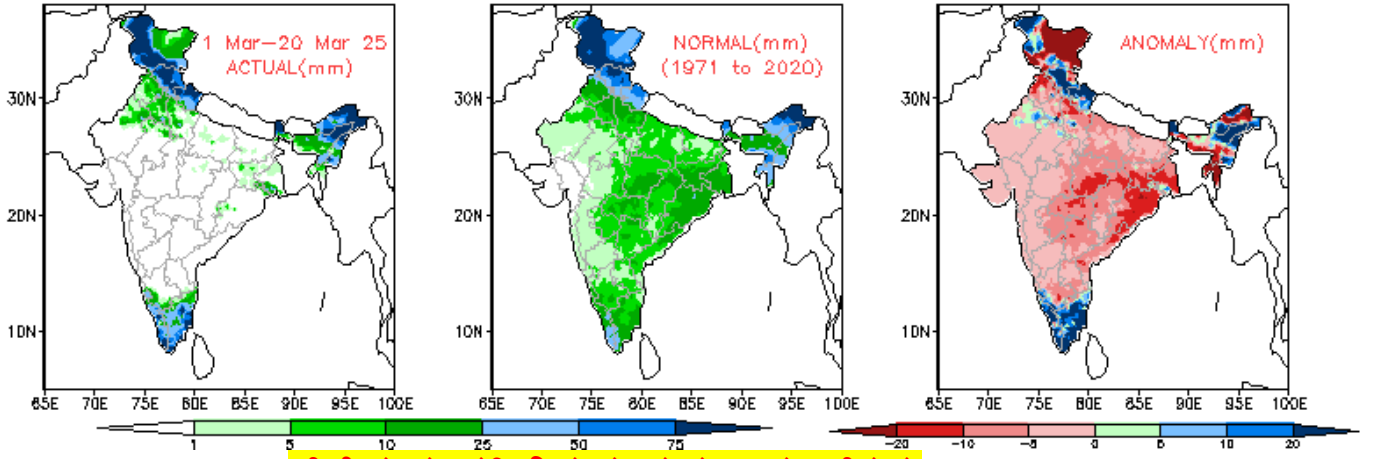 1 Mar-20 Mar 25
ACTUAL(mm)
NORMAL(mm)
(1971 to 2020)
ANOMALY(mm)
30N
20N
10N
65E 70E 75E 80E 85E 90E 95E 100E
30N
20N
10N
65E 70E 75E 80E 85E 90E 95E 100E
30N
20N
10N
65E 70E 75E 80E 85E 90E 95E 100E
1 5 10 25 50 75
-20 -10 -5 0 5 10 20